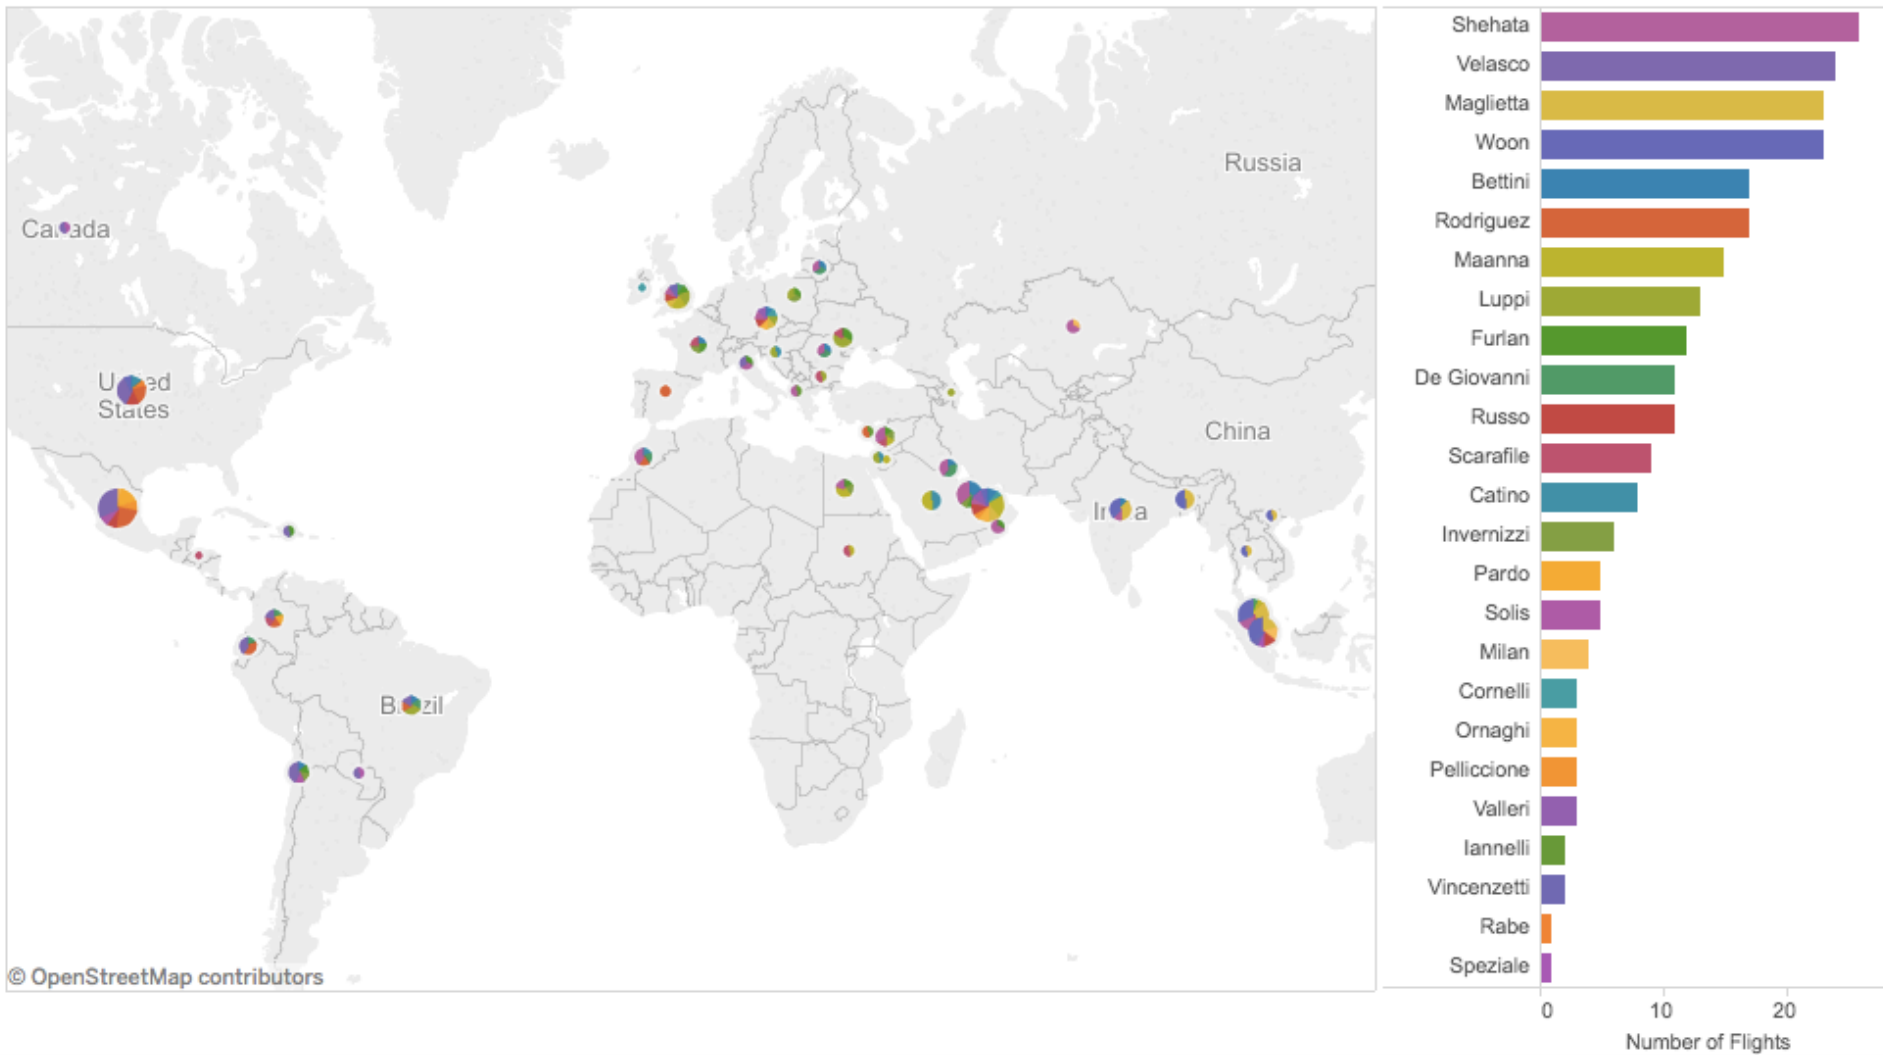 Russia
Canada
United
States
China
India
Brazil
© OpenStreetMap contributors
Shehata
Velasco
Maglietta
Woon
Bettini
Rodriguez
Maanna
Luppi
Furlan
De Giovanni
Russo
Scarafile
Catino
Invernizzi
Pardo
Solis
Milan
Cornelli
Ornaghi
Pelliccione
Valleri
Iannelli
Vincenzetti
Rabe
Speziale
0 10 20
Number of Flights